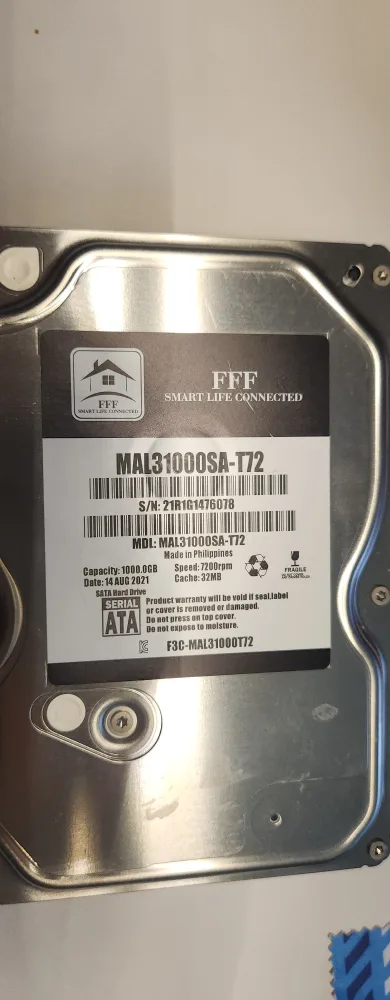 FFF
SMART LIFE CONNECTED
FFF
SMART LIFE CONNECTED
MAL31000SA-T72
S/N: 21R1G1476078
MDL: MAL31000SA-T72
Made in Philippines
Capacity: 1000.0GB Speed: 7200rpm
Date: 14 AUG 2021 Cache: 32MB
FRAGILE
SATA Hard Drive
SERIAL
ATA
Product warranty will be void if seal,label
or cover is removed or damaged.
Do not press on top cover.
Do not expose to moisture.
F3C-MAL31000T72